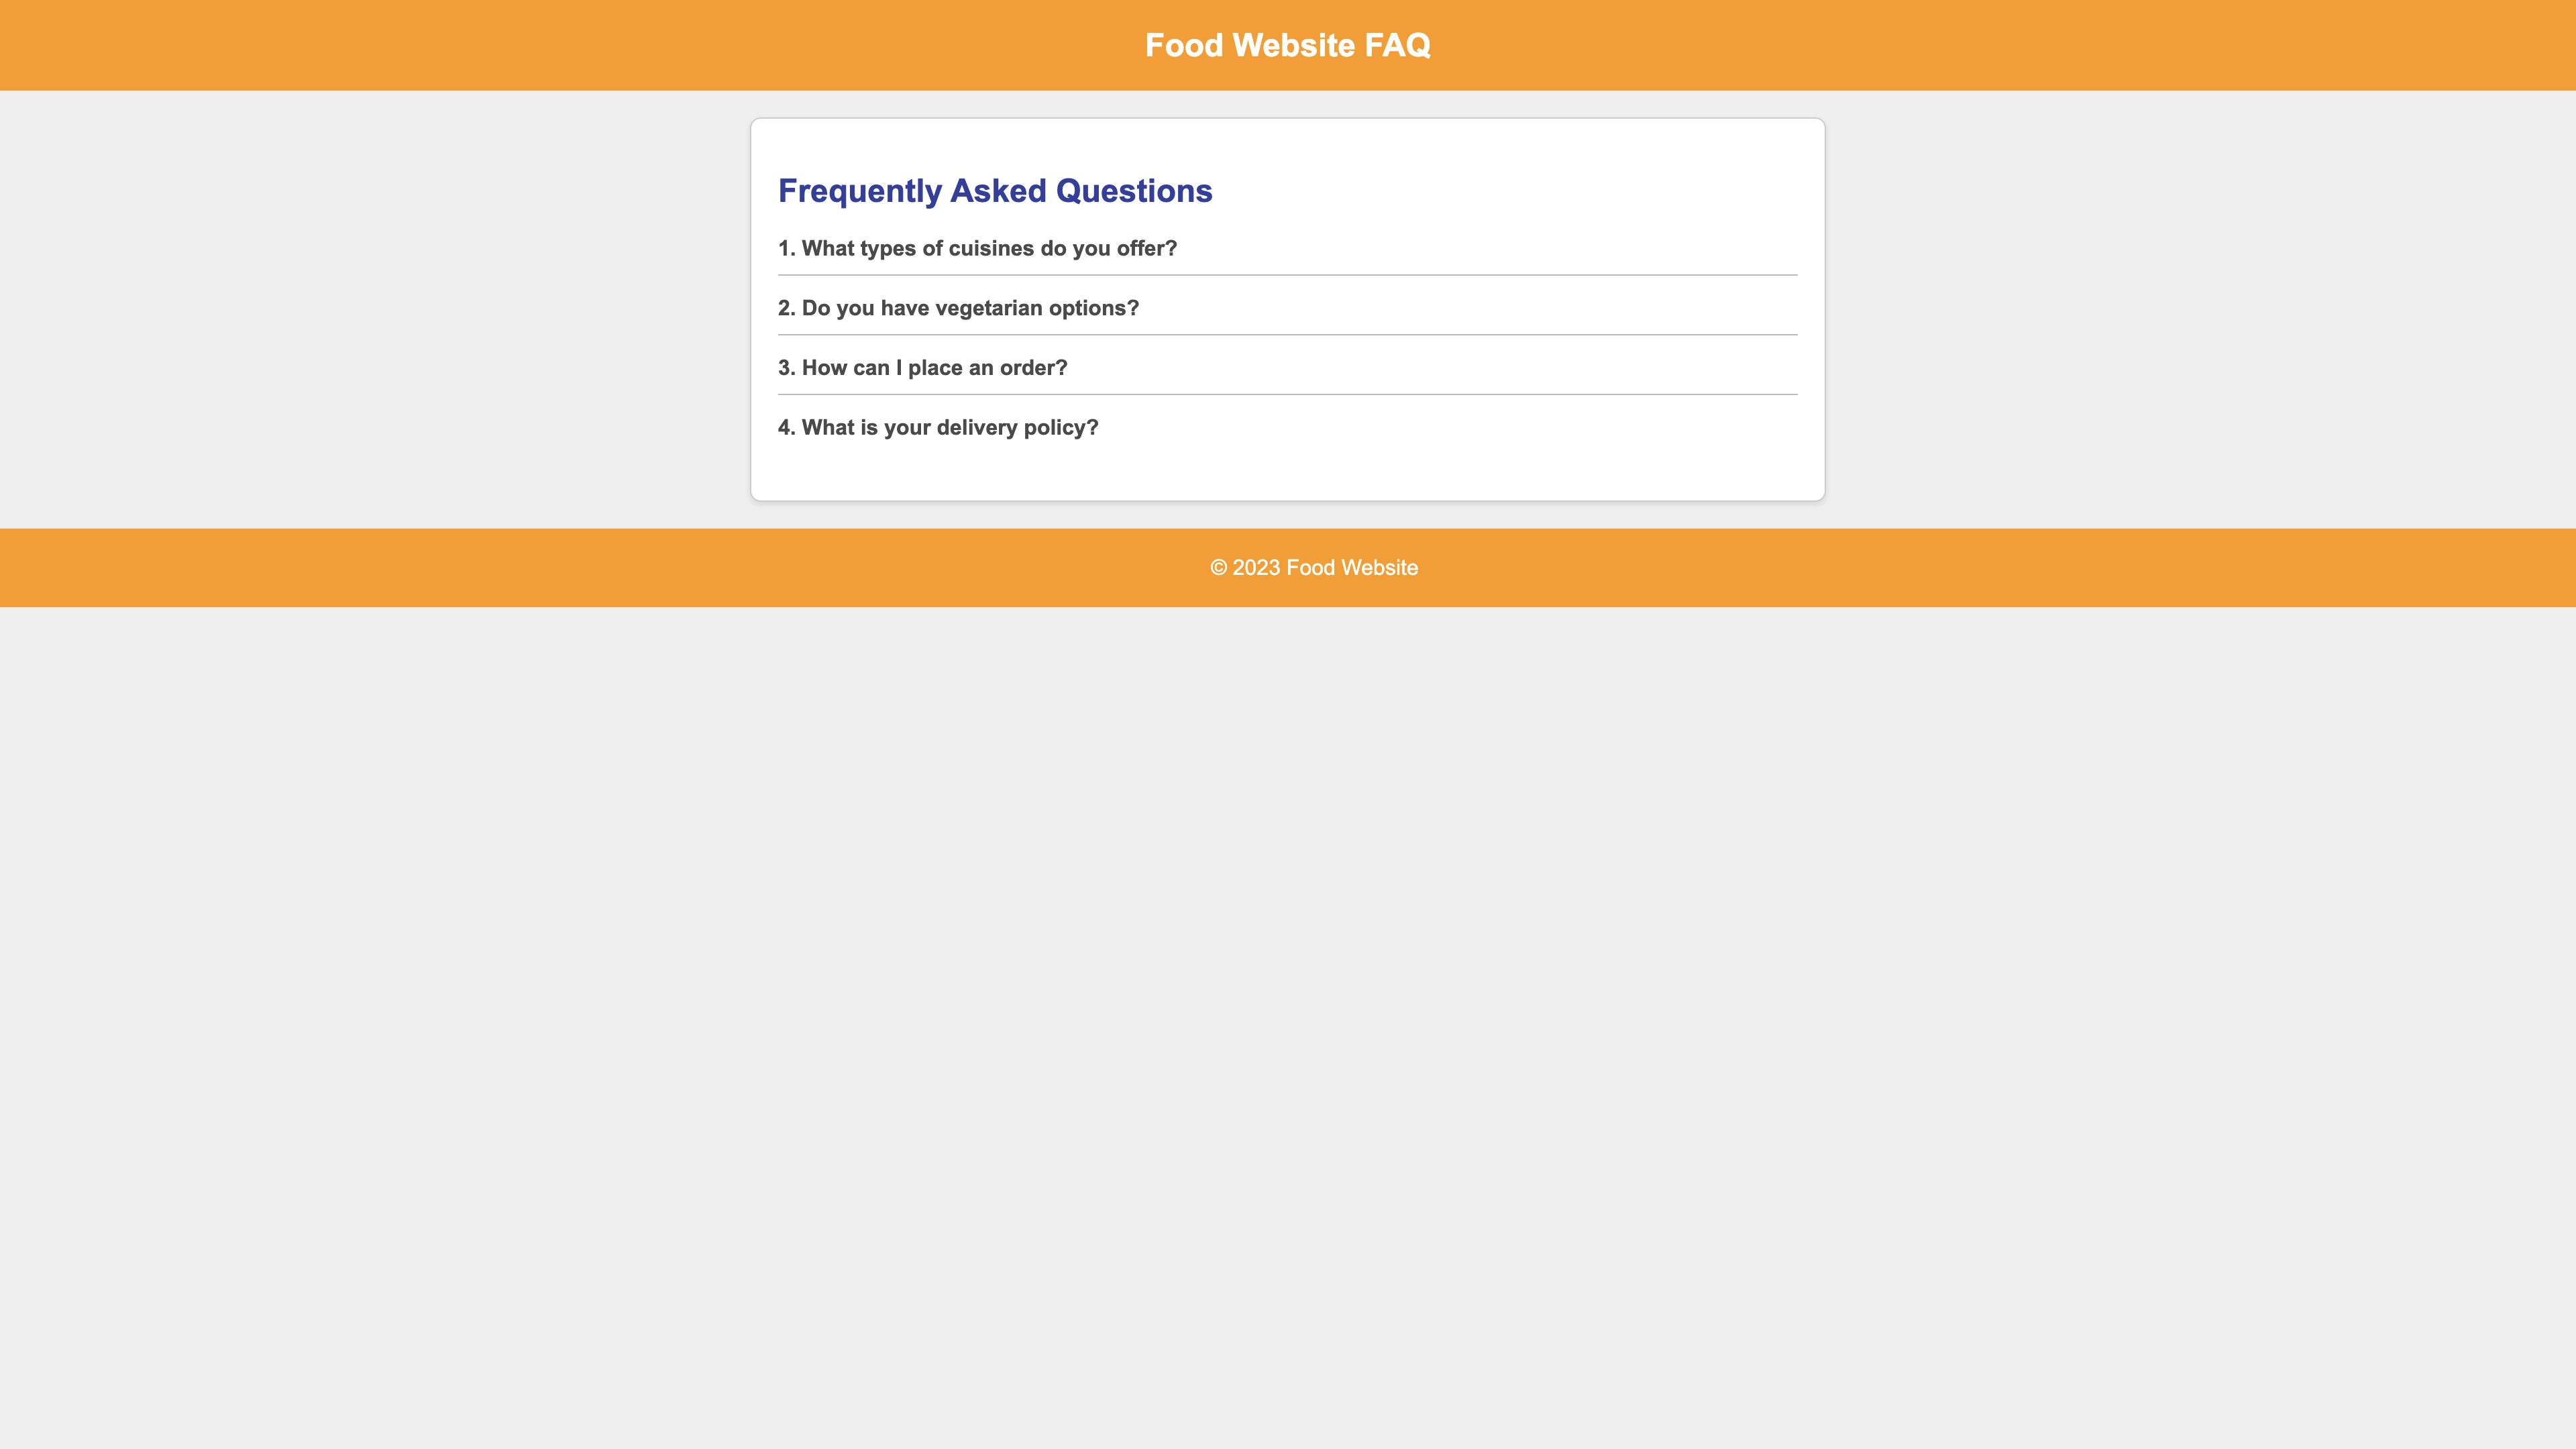 Food Website FAQ
Frequently Asked Questions
1. What types of cuisines do you offer?
2. Do you have vegetarian options?
3. How can I place an order?
4. What is your delivery policy?
© 2023 Food Website